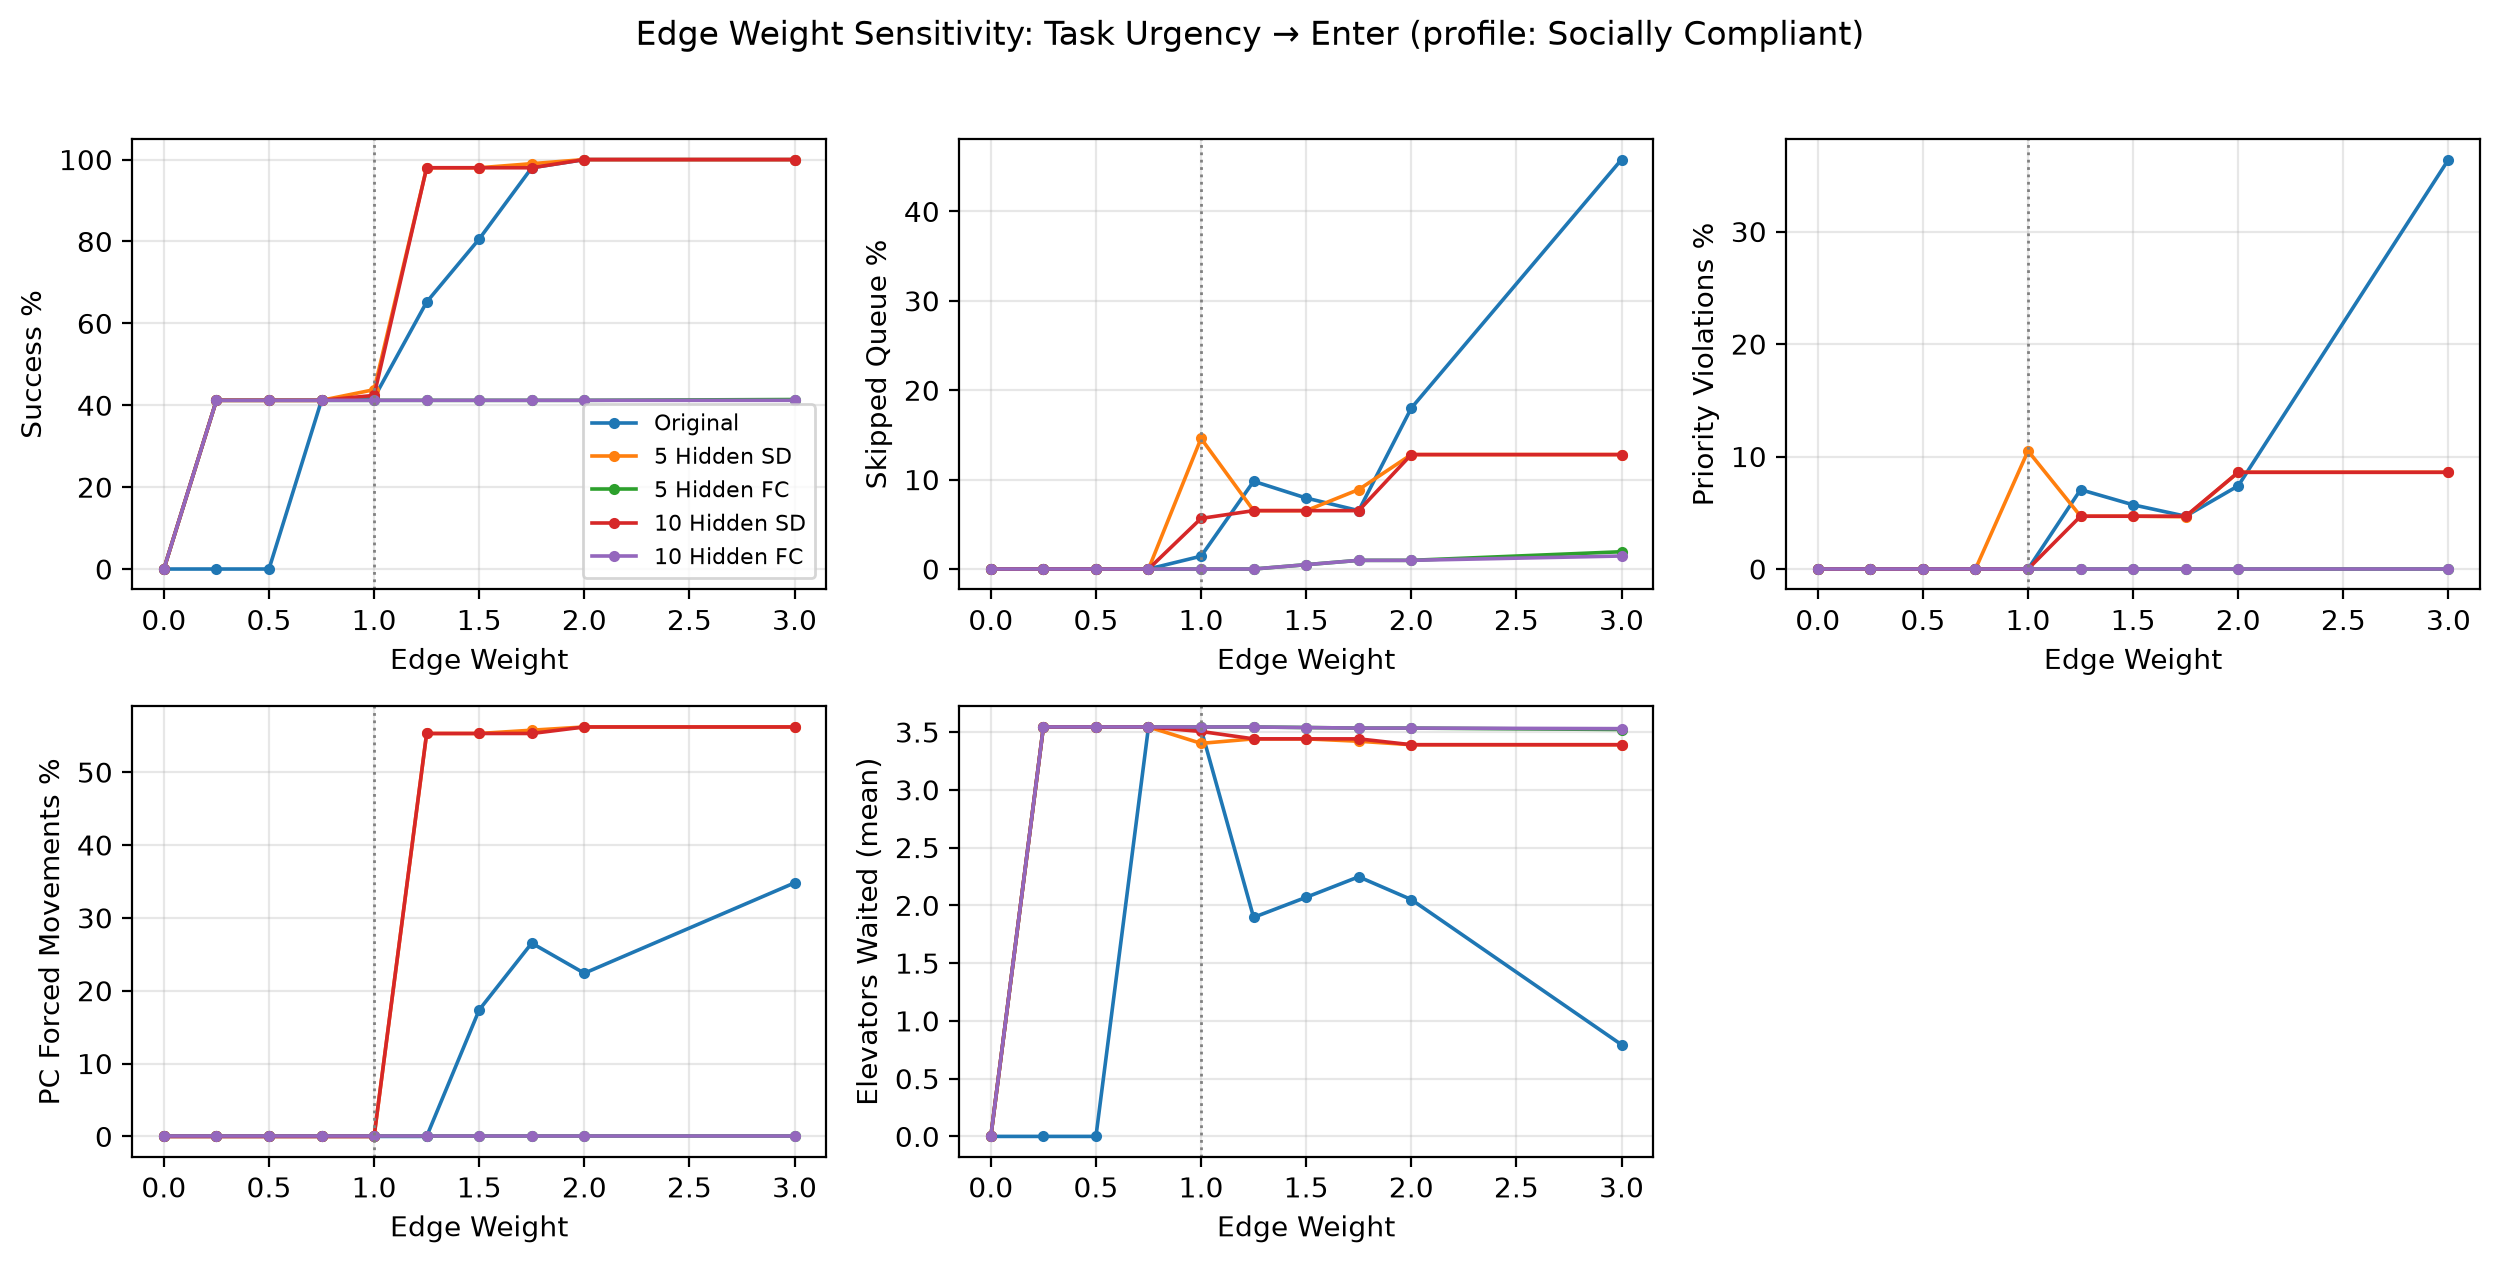 Edge Weight Sensitivity: Task Urgency → Enter (profile: Socially Compliant)
Success %
100
80
60
40
20
0
0.0 0.5 1.0 1.5 2.0 2.5 3.0
Edge Weight
Original
5 Hidden SD
5 Hidden FC
10 Hidden SD
10 Hidden FC
Skipped Queue %
40
30
20
10
0
0.0 0.5 1.0 1.5 2.0 2.5 3.0
Edge Weight
Priority Violations %
30
20
10
0
0.0 0.5 1.0 1.5 2.0 2.5 3.0
Edge Weight
PC Forced Movements %
50
40
30
20
10
0
0.0 0.5 1.0 1.5 2.0 2.5 3.0
Edge Weight
Elevators Waited (mean)
3.5
3.0
2.5
2.0
1.5
1.0
0.5
0.0
0.0 0.5 1.0 1.5 2.0 2.5 3.0
Edge Weight